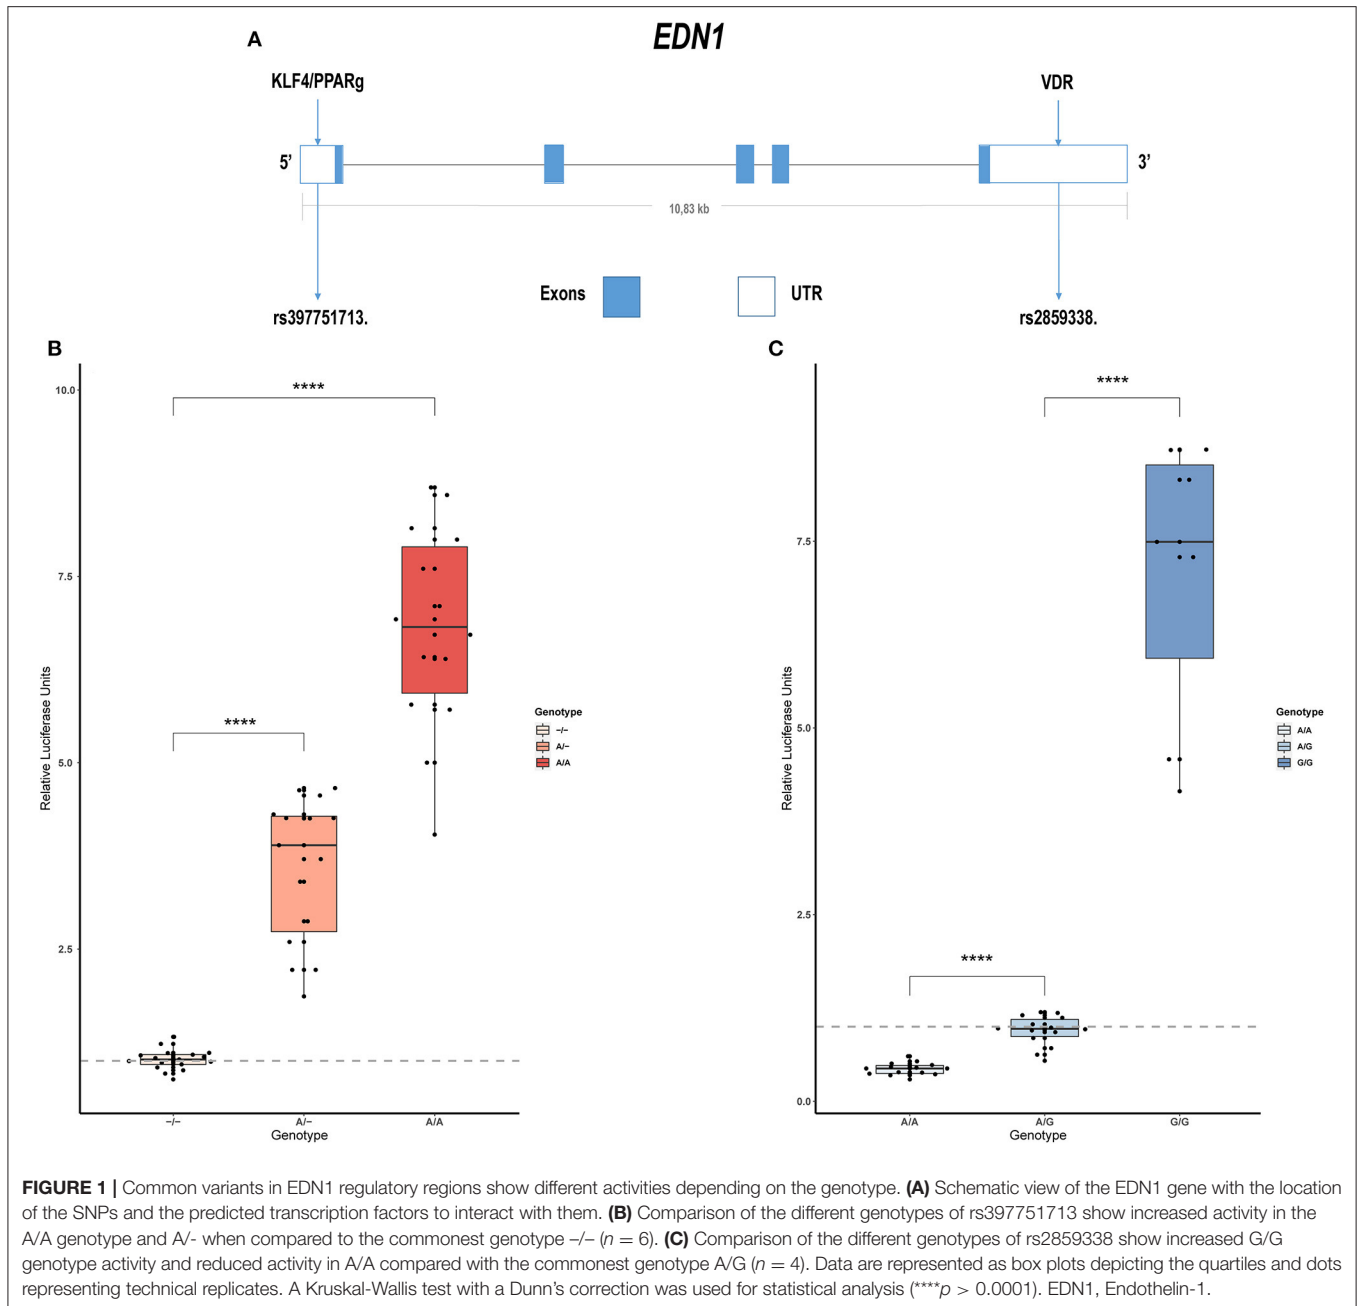 A
EDN1
KLF4/PPARg
VDR
5’
3’
10,83 kb
Exons
UTR
rs397751713.
rs2859338.
B
****
10.0
7.5
5.0
2.5
****
Relative Luciferase Units
Genotype
−/−
A/−
A/A
−/−
A/−
A/A
Genotype
C
****
7.5
5.0
2.5
0.0
****
Relative Luciferase Units
Genotype
A/A
A/G
G/G
A/A
A/G
G/G
Genotype
FIGURE 1 | Common variants in EDN1 regulatory regions show different activities depending on the genotype. (A) Schematic view of the EDN1 gene with the location
of the SNPs and the predicted transcription factors to interact with them. (B) Comparison of the different genotypes of rs397751713 show increased activity in the
A/A genotype and A/- when compared to the commonest genotype –/– (n = 6). (C) Comparison of the different genotypes of rs2859338 show increased G/G
genotype activity and reduced activity in A/A compared with the commonest genotype A/G (n = 4). Data are represented as box plots depicting the quartiles and dots
representing technical replicates. A Kruskal-Wallis test with a Dunn’s correction was used for statistical analysis (****p > 0.0001). EDN1, Endothelin-1.